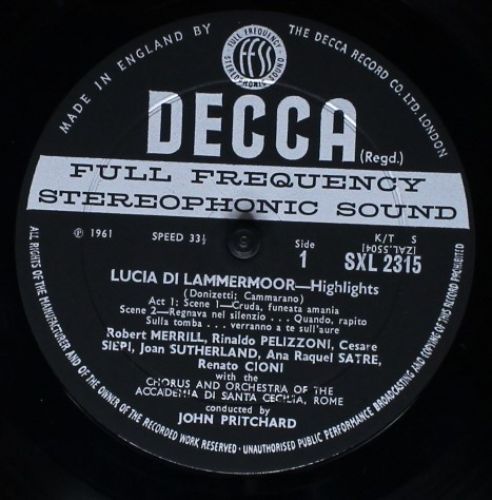 MADE IN ENGLAND BY THE DECCA RECORD CO. LTD. LONDON
FULL FREQUENCY
ffss
STEREOPHONIC SOUND
DECCA (Regd.)
FULL FREQUENCY
STEREOPHONIC SOUND
℗ 1961 SPEED 33⅓ Side 1 K/T S
[ZAL.5504]
SXL 2315
LUCIA DI LAMMERMOOR—Highlights
(Donizetti; Cammarano)
Act 1: Scene 1—Cruda, funeata amania
Scene 2—Regnava nel silenzo . . . Quando, rapito
Sulla tomba . . . verranno a te sull'aure
Robert MERRILL, Rinaldo PELIZZONI, Cesare
SIEPI, Joan SUTHERLAND, Ana Raquel SATRE,
Renato CIONI
with the
CHORUS AND ORCHESTRA OF THE
ACCADEMIA DI SANTA CECILIA, ROME
conducted by
JOHN PRITCHARD
ALL RIGHTS OF THE MANUFACTURER AND OF THE OWNER OF THE RECORDED WORK RESERVED · UNAUTHORISED PUBLIC PERFORMANCE BROADCASTING AND COPYING OF THIS RECORD PROHIBITED